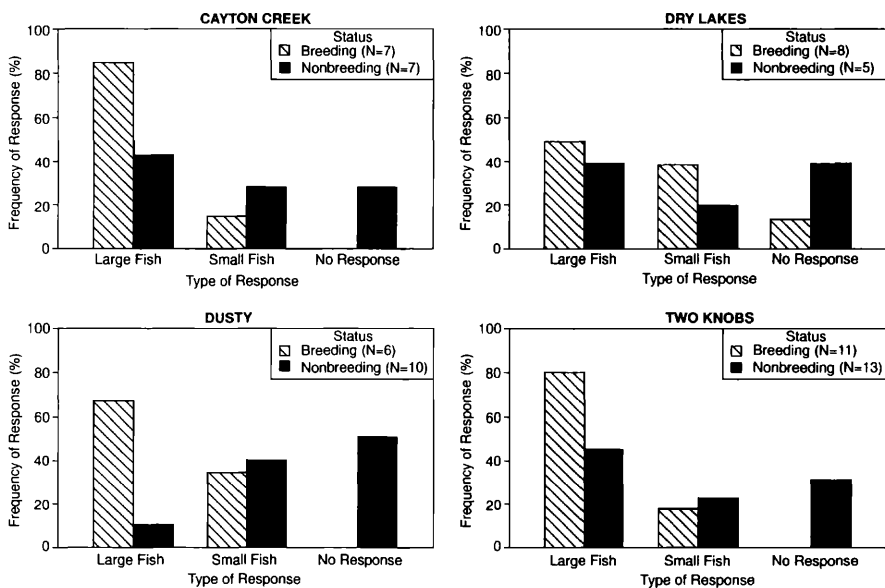 CAYTON CREEK
Status
Breeding (N=7)
Nonbreeding (N=7)
Frequency of Response (%)
100
80
60
40
20
0
Large Fish Small Fish No Response
Type of Response
DRY LAKES
Status
Breeding (N=8)
Nonbreeding (N=5)
Frequency of Response (%)
100
80
60
40
20
0
Large Fish Small Fish No Response
Type of Response
DUSTY
Status
Breeding (N=6)
Nonbreeding (N=10)
Frequency of Response (%)
100
80
60
40
20
0
Large Fish Small Fish No Response
Type of Response
TWO KNOBS
Status
Breeding (N=11)
Nonbreeding (N=13)
Frequency of Response (%)
100
80
60
40
20
0
Large Fish Small Fish No Response
Type of Response